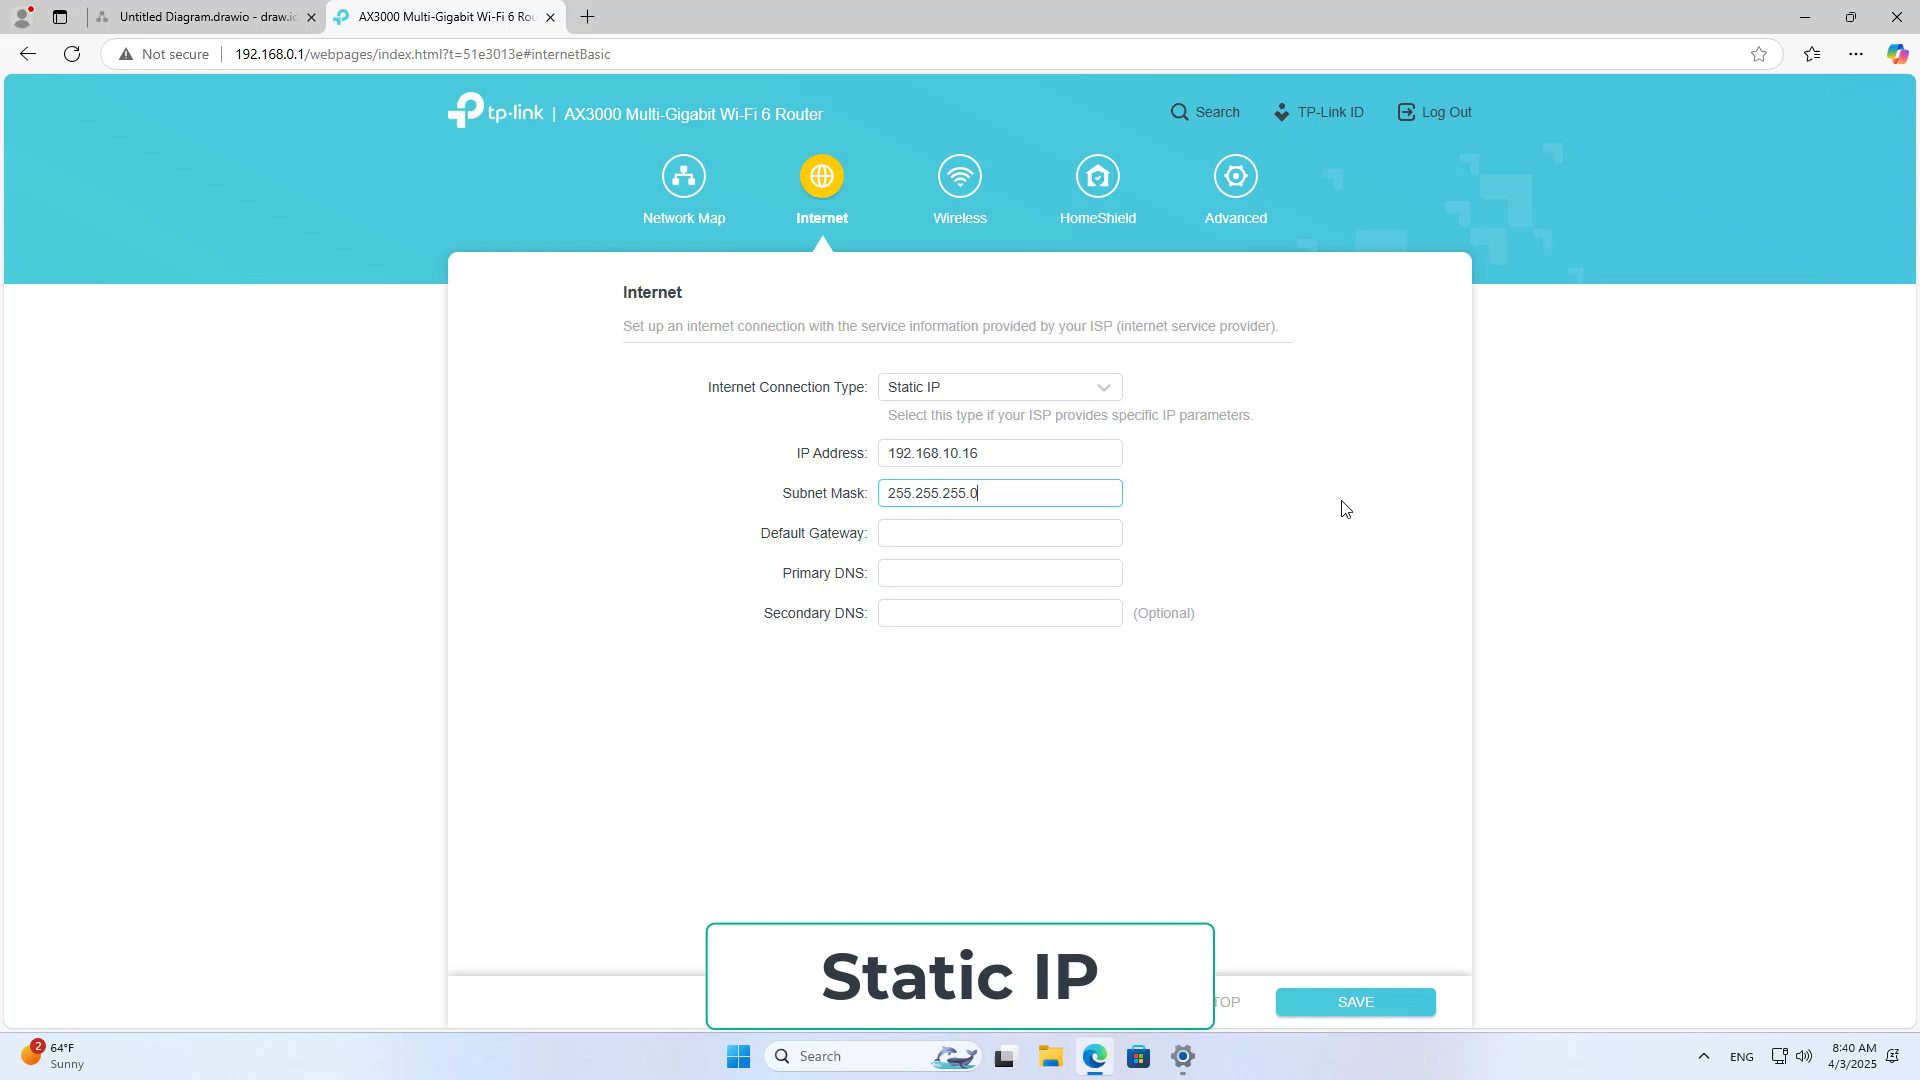 Untitled Diagram.drawio - draw.io
AX3000 Multi-Gigabit Wi-Fi 6 Rou
Not secure
192.168.0.1/webpages/index.html?t=51e3013e#internetBasic
tp-link | AX3000 Multi-Gigabit Wi-Fi 6 Router
Search
TP-Link ID
Log Out
Network Map
Internet
Wireless
HomeShield
Advanced
Internet
Set up an internet connection with the service information provided by your ISP (internet service provider).
Internet Connection Type: Static IP
Select this type if your ISP provides specific IP parameters.
IP Address: 192.168.10.16
Subnet Mask: 255.255.255.0
Default Gateway:
Primary DNS:
Secondary DNS: (Optional)
Static IP
TOP
SAVE
2
64°F
Sunny
Search
ENG
8:40 AM
4/3/2025